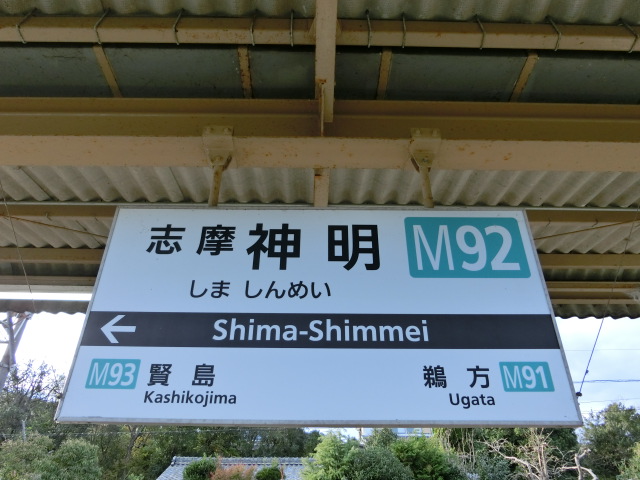 志摩神明 M92
しま しんめい
← Shima-Shimmei
M93 賢島 鵜方 M91
Kashikojima Ugata